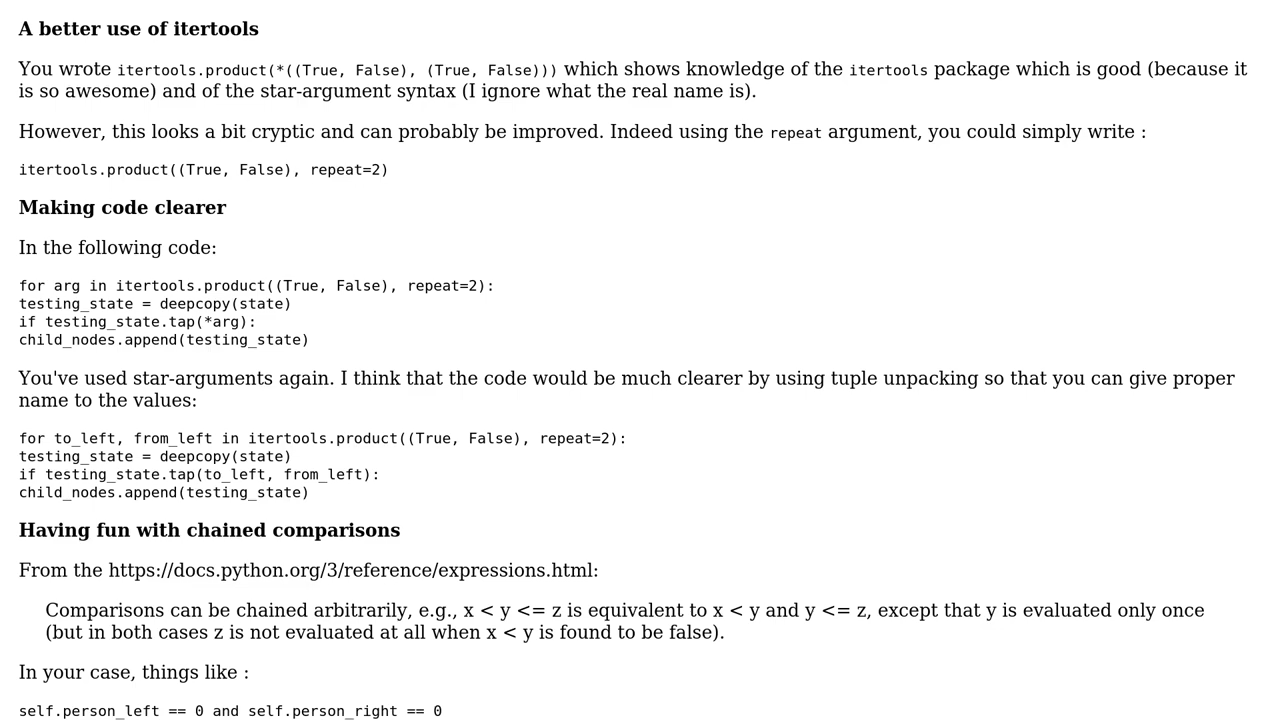 A better use of itertools
You wrote itertools.product(*((True, False), (True, False))) which shows knowledge of the itertools package which is good (because it
is so awesome) and of the star-argument syntax (I ignore what the real name is).
However, this looks a bit cryptic and can probably be improved. Indeed using the repeat argument, you could simply write :
itertools.product((True, False), repeat=2)
Making code clearer
In the following code:
for arg in itertools.product((True, False), repeat=2):
testing_state = deepcopy(state)
if testing_state.tap(*arg):
child_nodes.append(testing_state)
You've used star-arguments again. I think that the code would be much clearer by using tuple unpacking so that you can give proper
name to the values:
for to_left, from_left in itertools.product((True, False), repeat=2):
testing_state = deepcopy(state)
if testing_state.tap(to_left, from_left):
child_nodes.append(testing_state)
Having fun with chained comparisons
From the https://docs.python.org/3/reference/expressions.html:
Comparisons can be chained arbitrarily, e.g., x < y <= z is equivalent to x < y and y <= z, except that y is evaluated only once
(but in both cases z is not evaluated at all when x < y is found to be false).
In your case, things like :
self.person_left == 0 and self.person_right == 0